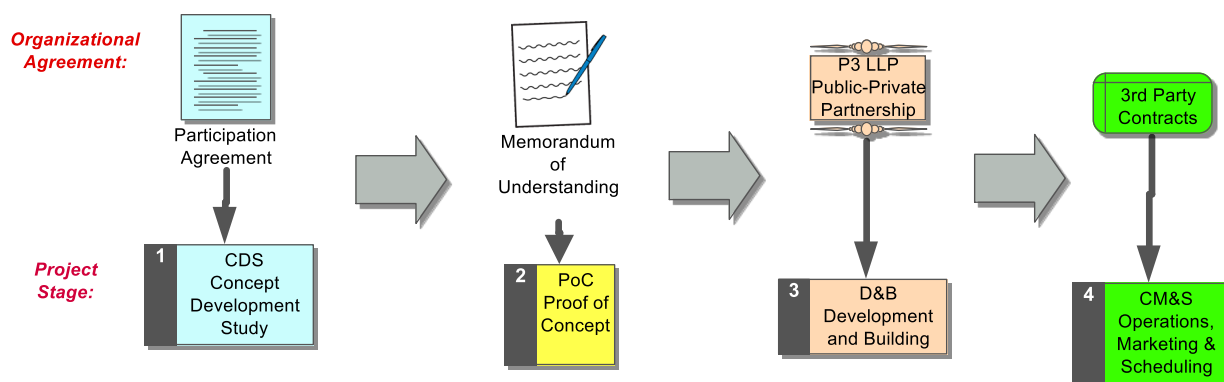 Organizational
Agreement:
Participation
Agreement
Memorandum
of
Understanding
P3 LLP
Public-Private
Partnership
3rd Party
Contracts
Project
Stage:
1
CDS
Concept
Development
Study
2
PoC
Proof of
Concept
3
D&B
Development
and Building
4
CM&S
Operations,
Marketing &
Scheduling